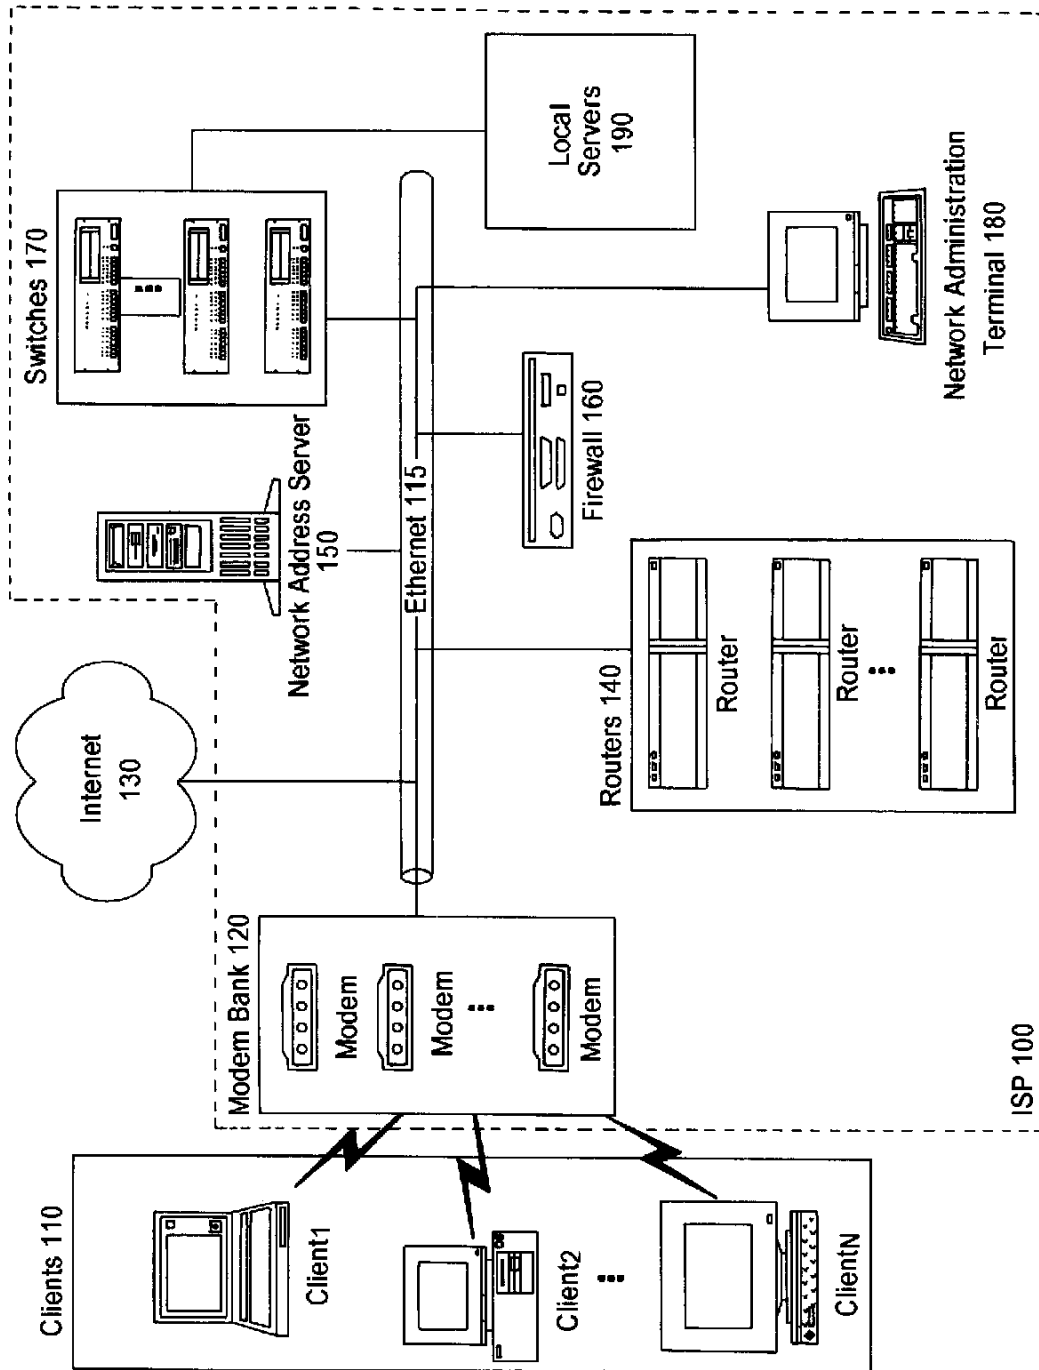 Clients 110
Client1
Client2
ClientN
Modem Bank 120
Modem
Modem
Modem
ISP 100
Internet
130
Ethernet 115
Network Address Server
150
Routers 140
Router
Router
Router
Firewall 160
Switches 170
Local
Servers
190
Network Administration
Terminal 180